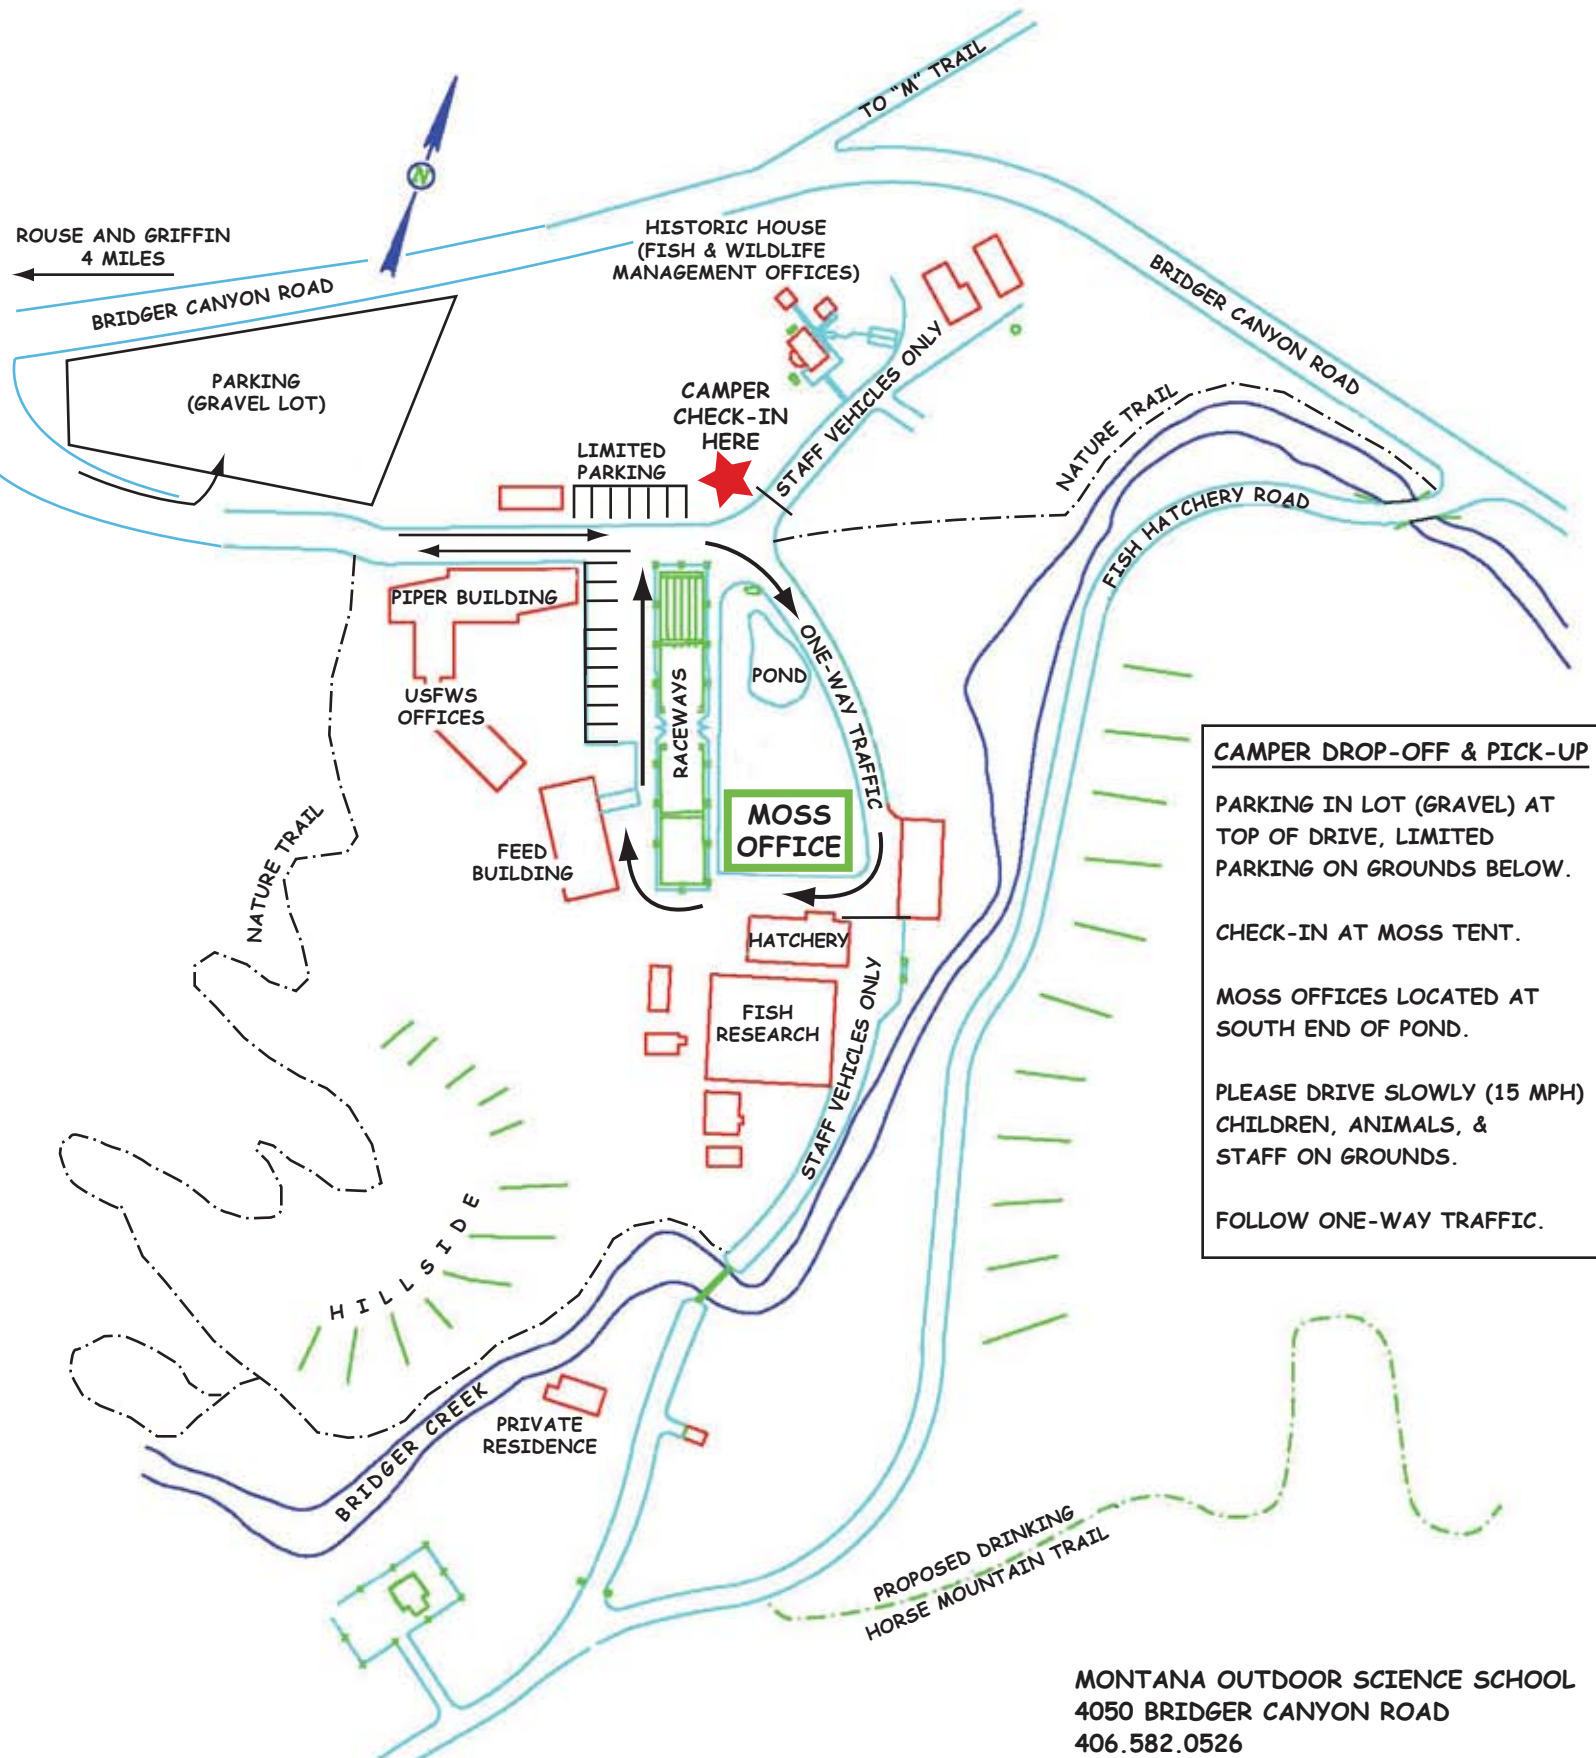 TO "M" TRAIL
N
ROUSE AND GRIFFIN
4 MILES
BRIDGER CANYON ROAD
HISTORIC HOUSE
(FISH & WILDLIFE
MANAGEMENT OFFICES)
BRIDGER CANYON ROAD
PARKING
(GRAVEL LOT)
CAMPER
CHECK-IN
HERE
STAFF VEHICLES ONLY
LIMITED
PARKING
NATURE TRAIL
FISH HATCHERY ROAD
PIPER BUILDING
USFWS
OFFICES
RACEWAYS
POND
ONE-WAY TRAFFIC
MOSS
OFFICE
FEED
BUILDING
NATURE TRAIL
HATCHERY
FISH
RESEARCH
STAFF VEHICLES ONLY
HILLSIDE
BRIDGER CREEK
PRIVATE
RESIDENCE
CAMPER DROP-OFF & PICK-UP
PARKING IN LOT (GRAVEL) AT
TOP OF DRIVE, LIMITED
PARKING ON GROUNDS BELOW.
CHECK-IN AT MOSS TENT.
MOSS OFFICES LOCATED AT
SOUTH END OF POND.
PLEASE DRIVE SLOWLY (15 MPH)
CHILDREN, ANIMALS, &
STAFF ON GROUNDS.
FOLLOW ONE-WAY TRAFFIC.
PROPOSED DRINKING
HORSE MOUNTAIN TRAIL
MONTANA OUTDOOR SCIENCE SCHOOL
4050 BRIDGER CANYON ROAD
406.582.0526